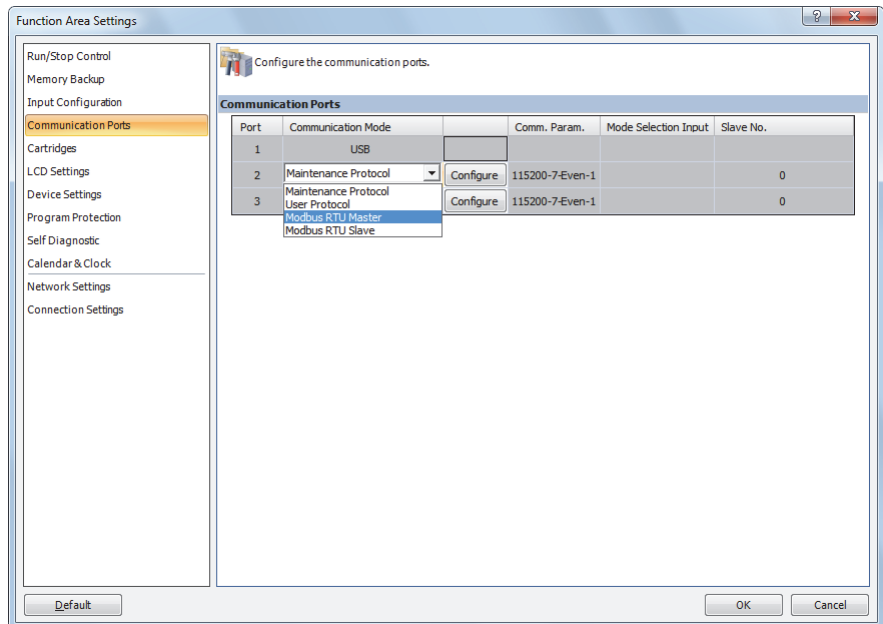 Function Area Settings
?
X
Run/Stop Control
Memory Backup
Input Configuration
Communication Ports
Cartridges
LCD Settings
Device Settings
Program Protection
Self Diagnostic
Calendar & Clock
Network Settings
Connection Settings
Configure the communication ports.
Communication Ports
Port Communication Mode Comm. Param. Mode Selection Input Slave No.
1 USB
2 Maintenance Protocol Configure 115200-7-Even-1 0
3 Configure 115200-7-Even-1 0
Maintenance Protocol
User Protocol
Modbus RTU Master
Modbus RTU Slave
Default
OK
Cancel